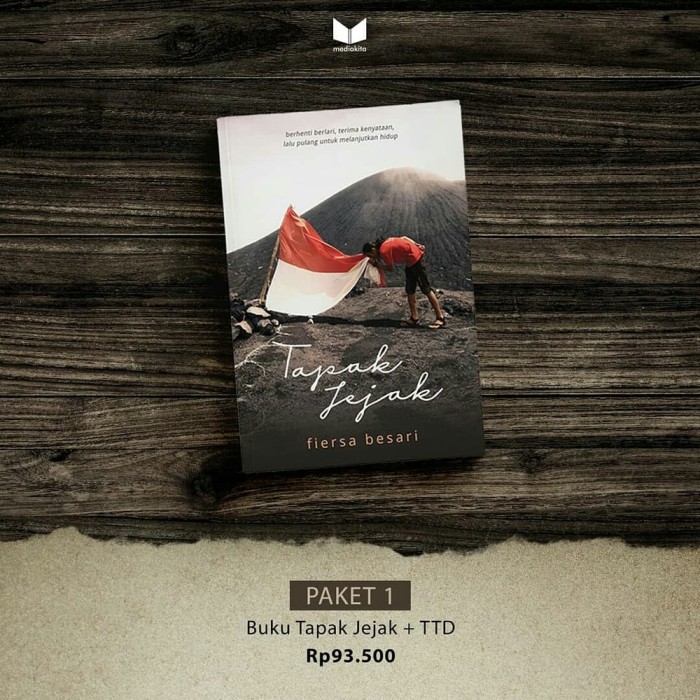 mediakita
berhenti berlari, terima kenyataan,
lalu pulang untuk melanjutkan hidup
Tapak
Jejak
fiersa besari
PAKET 1
Buku Tapak Jejak + TTD
Rp93.500